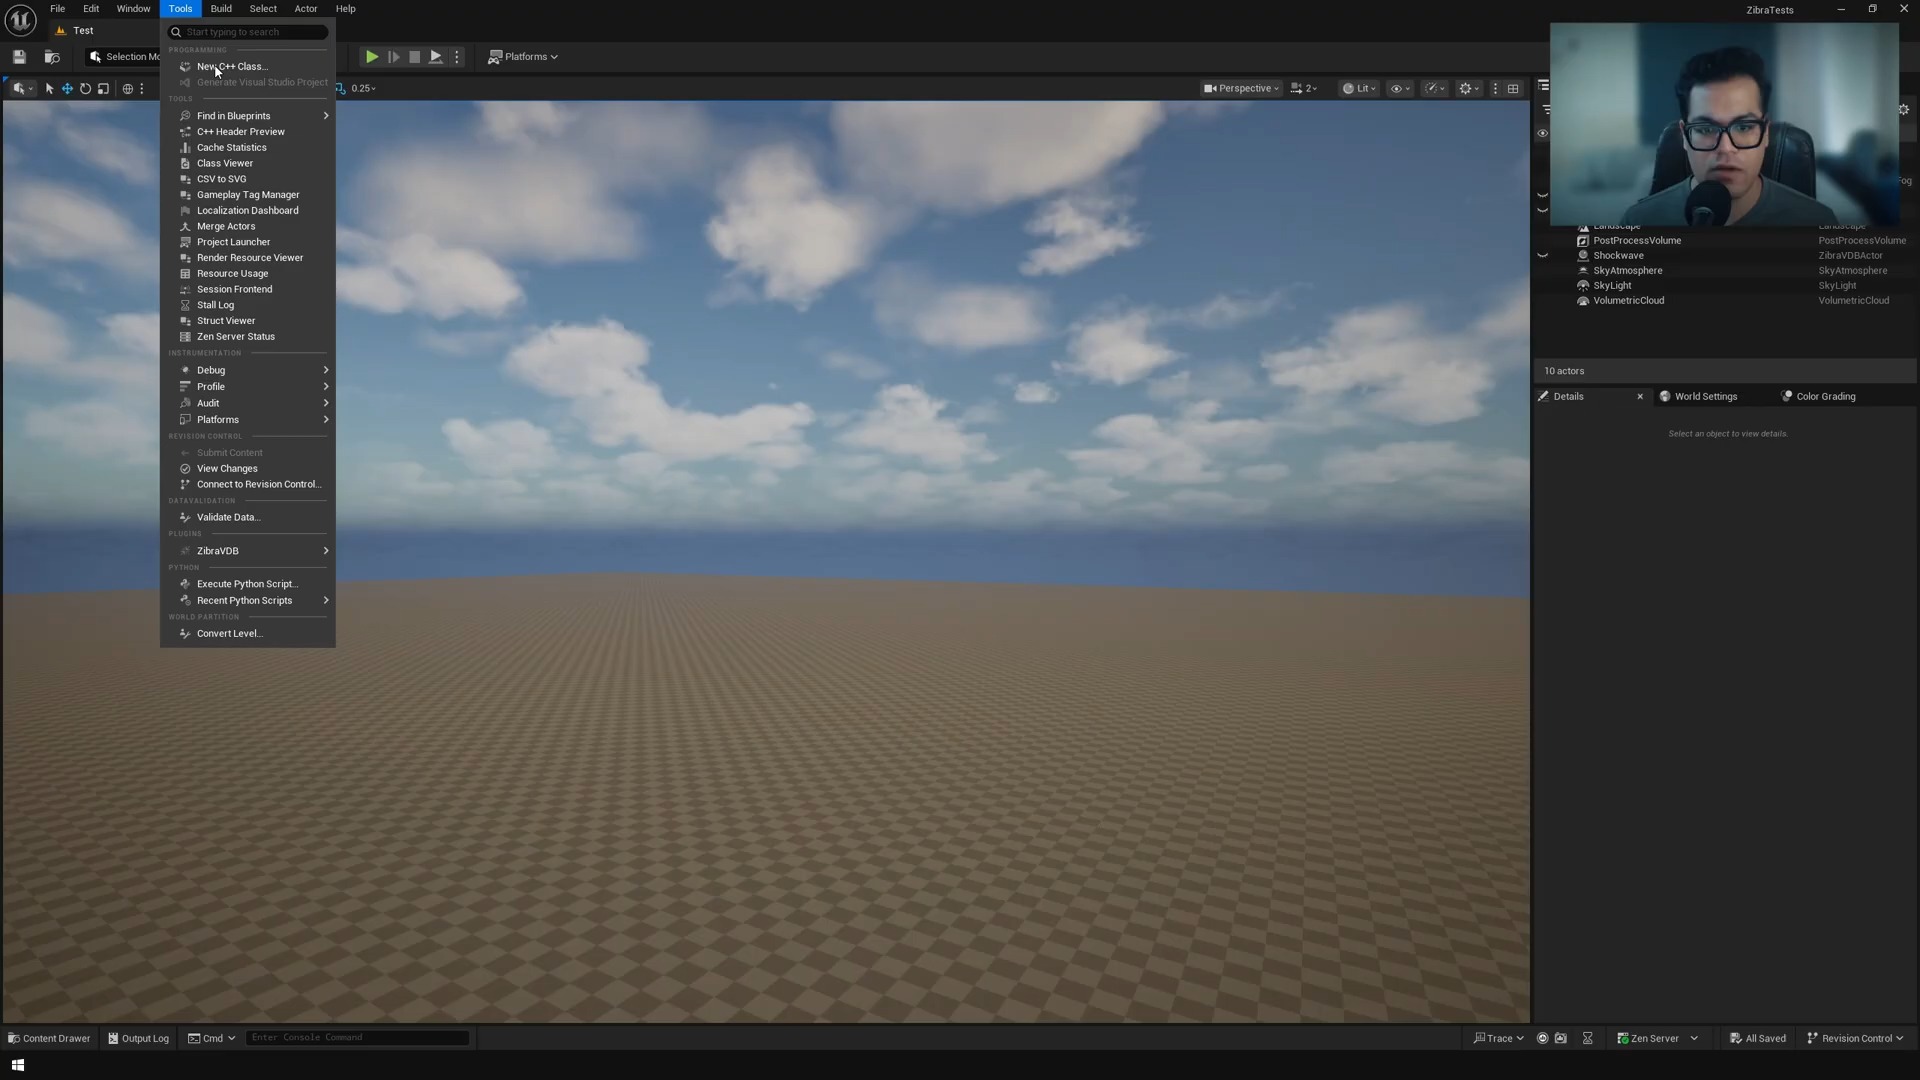 File Edit Window Tools Build Select Actor Help
ZibraTests
Test
Start typing to search
Selection Mo
Platforms
PROGRAMMING
New C++ Class...
Generate Visual Studio Project
0.25
Perspective
2
Lit
TOOLS
Find in Blueprints
C++ Header Preview
Cache Statistics
Class Viewer
CSV to SVG
Gameplay Tag Manager
Localization Dashboard
Merge Actors
Project Launcher
Render Resource Viewer
Resource Usage
Session Frontend
Stall Log
Struct Viewer
Zen Server Status
INSTRUMENTATION
Debug
Profile
Audit
Platforms
REVISION CONTROL
Submit Content
View Changes
Connect to Revision Control...
DATAVALIDATION
Validate Data...
PLUGINS
ZibraVDB
PYTHON
Execute Python Script...
Recent Python Scripts
WORLD PARTITION
Convert Level...
Fog
Landscape Landscape
PostProcessVolume PostProcessVolume
Shockwave ZibraVDBActor
SkyAtmosphere SkyAtmosphere
SkyLight SkyLight
VolumetricCloud VolumetricCloud
10 actors
Details World Settings Color Grading
Select an object to view details.
Content Drawer Output Log Cmd Enter Console Command
Trace Zen Server All Saved Revision Control